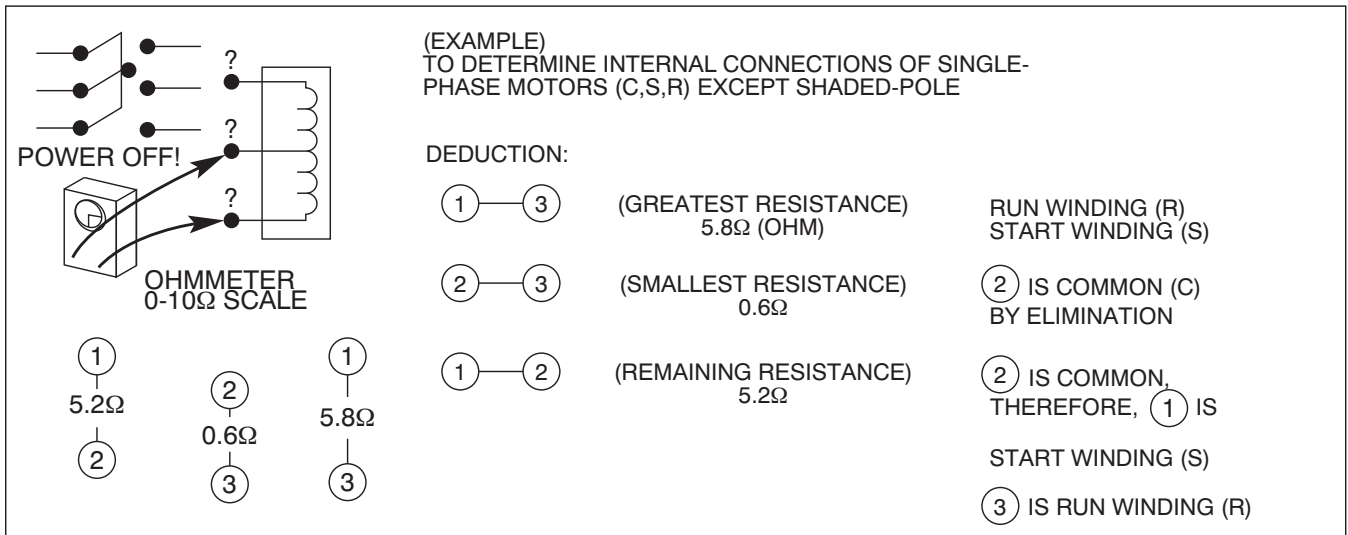 (EXAMPLE)
TO DETERMINE INTERNAL CONNECTIONS OF SINGLE-
PHASE MOTORS (C,S,R) EXCEPT SHADED-POLE
?
?
?
POWER OFF!
OHMMETER
0-10Ω SCALE
1
5.2Ω
2
2
0.6Ω
3
1
5.8Ω
3
DEDUCTION:
1 3 (GREATEST RESISTANCE) RUN WINDING (R)
5.8Ω (OHM) START WINDING (S)
2 3 (SMALLEST RESISTANCE) 2 IS COMMON (C)
0.6Ω BY ELIMINATION
1 2 (REMAINING RESISTANCE) 2 IS COMMON,
5.2Ω THEREFORE, 1 IS
START WINDING (S)
3 IS RUN WINDING (R)